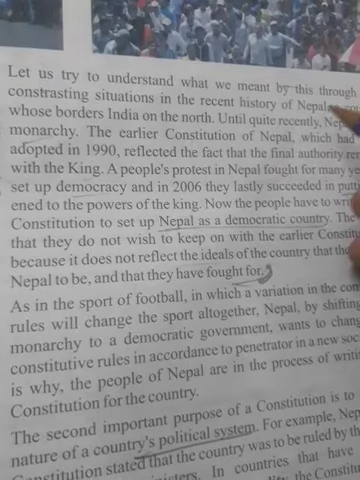 Let us try to understand what we meant by this through
constrasting situations in the recent history of Nepal,
whose borders India on the north. Until quite recently,
monarchy. The earlier Constitution of Nepal, which had
adopted in 1990, reflected the fact that the final authority
with the King. A people's protest in Nepal fought for many
set up democracy and in 2006 they lastly succeeded in
ened to the powers of the king. Now the people have to
Constitution to set up Nepal as a democratic country. The
that they do not wish to keep on with the earlier
because it does not reflect the ideals of the country that
Nepal to be, and that they have fought for.
As in the sport of football, in which a variation in the
rules will change the sport altogether, Nepal, by shifting
monarchy to a democratic government, wants to
constitutive rules in accordance to penetrator in a new
is why, the people of Nepal are in the process of
Constitution for the country.
The second important purpose of a Constitution is to
nature of a country's political system. For example,
Constitution stated that the country was to be ruled by
In countries that have